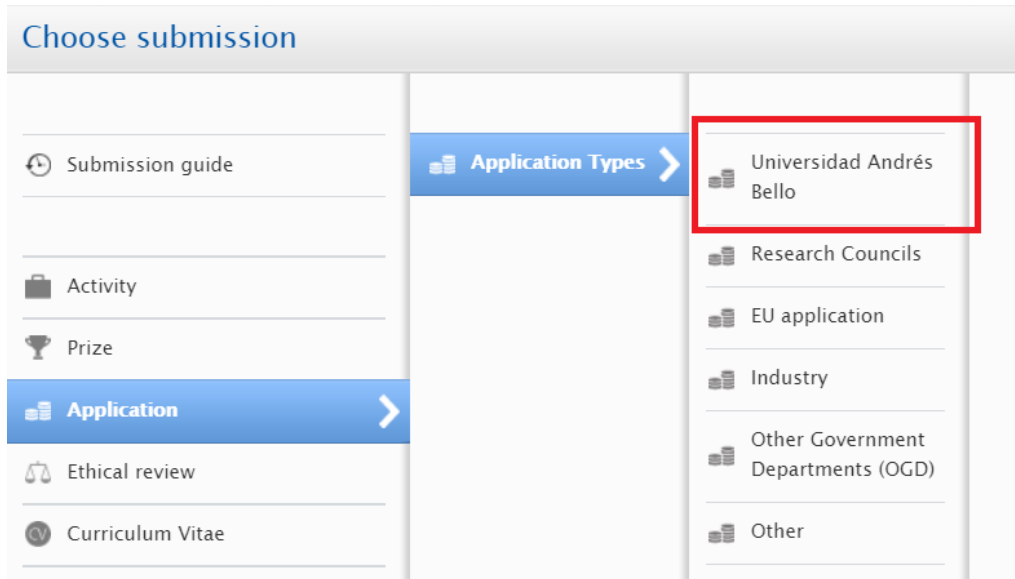 Choose submission
Submission guide
Activity
Prize
Application
Ethical review
CV
Curriculum Vitae
Application Types
Universidad Andrés
Bello
Research Councils
EU application
Industry
Other Government
Departments (OGD)
Other